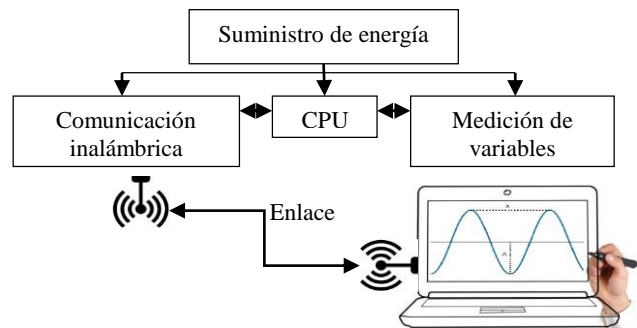 Suministro de energía
Comunicación
inalámbrica
CPU
Medición de
variables
Enlace